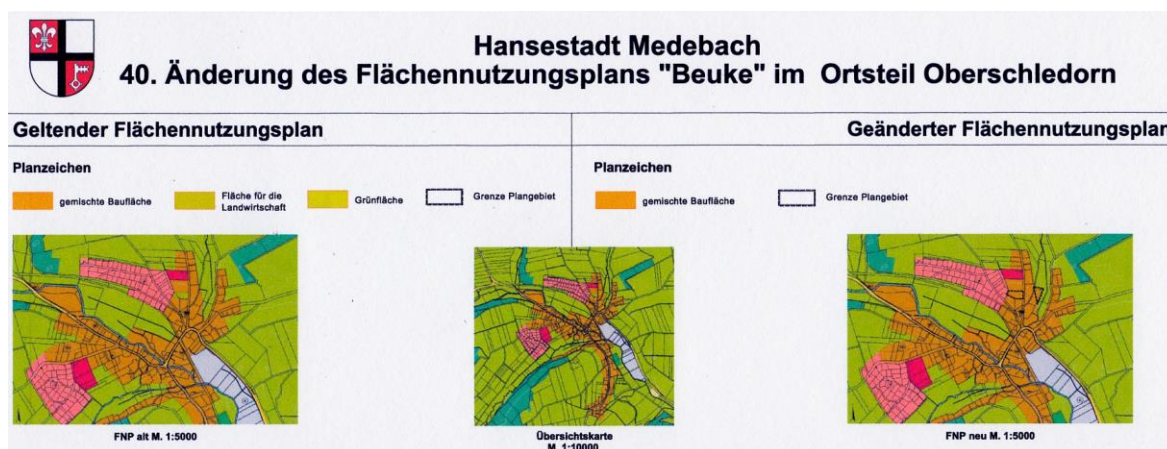 Hansestadt Medebach
40. Änderung des Flächennutzungsplans "Beuke" im Ortsteil Oberschledorn
Geltender Flächennutzungsplan
Geänderter Flächennutzungsplan
Planzeichen
gemischte Baufläche
Fläche für die
Landwirtschaft
Grünfläche
Grenze Plangebiet
Planzeichen
gemischte Baufläche
Grenze Plangebiet
FNP alt M. 1:5000
Übersichtskarte
M. 1:10000
FNP neu M. 1:5000